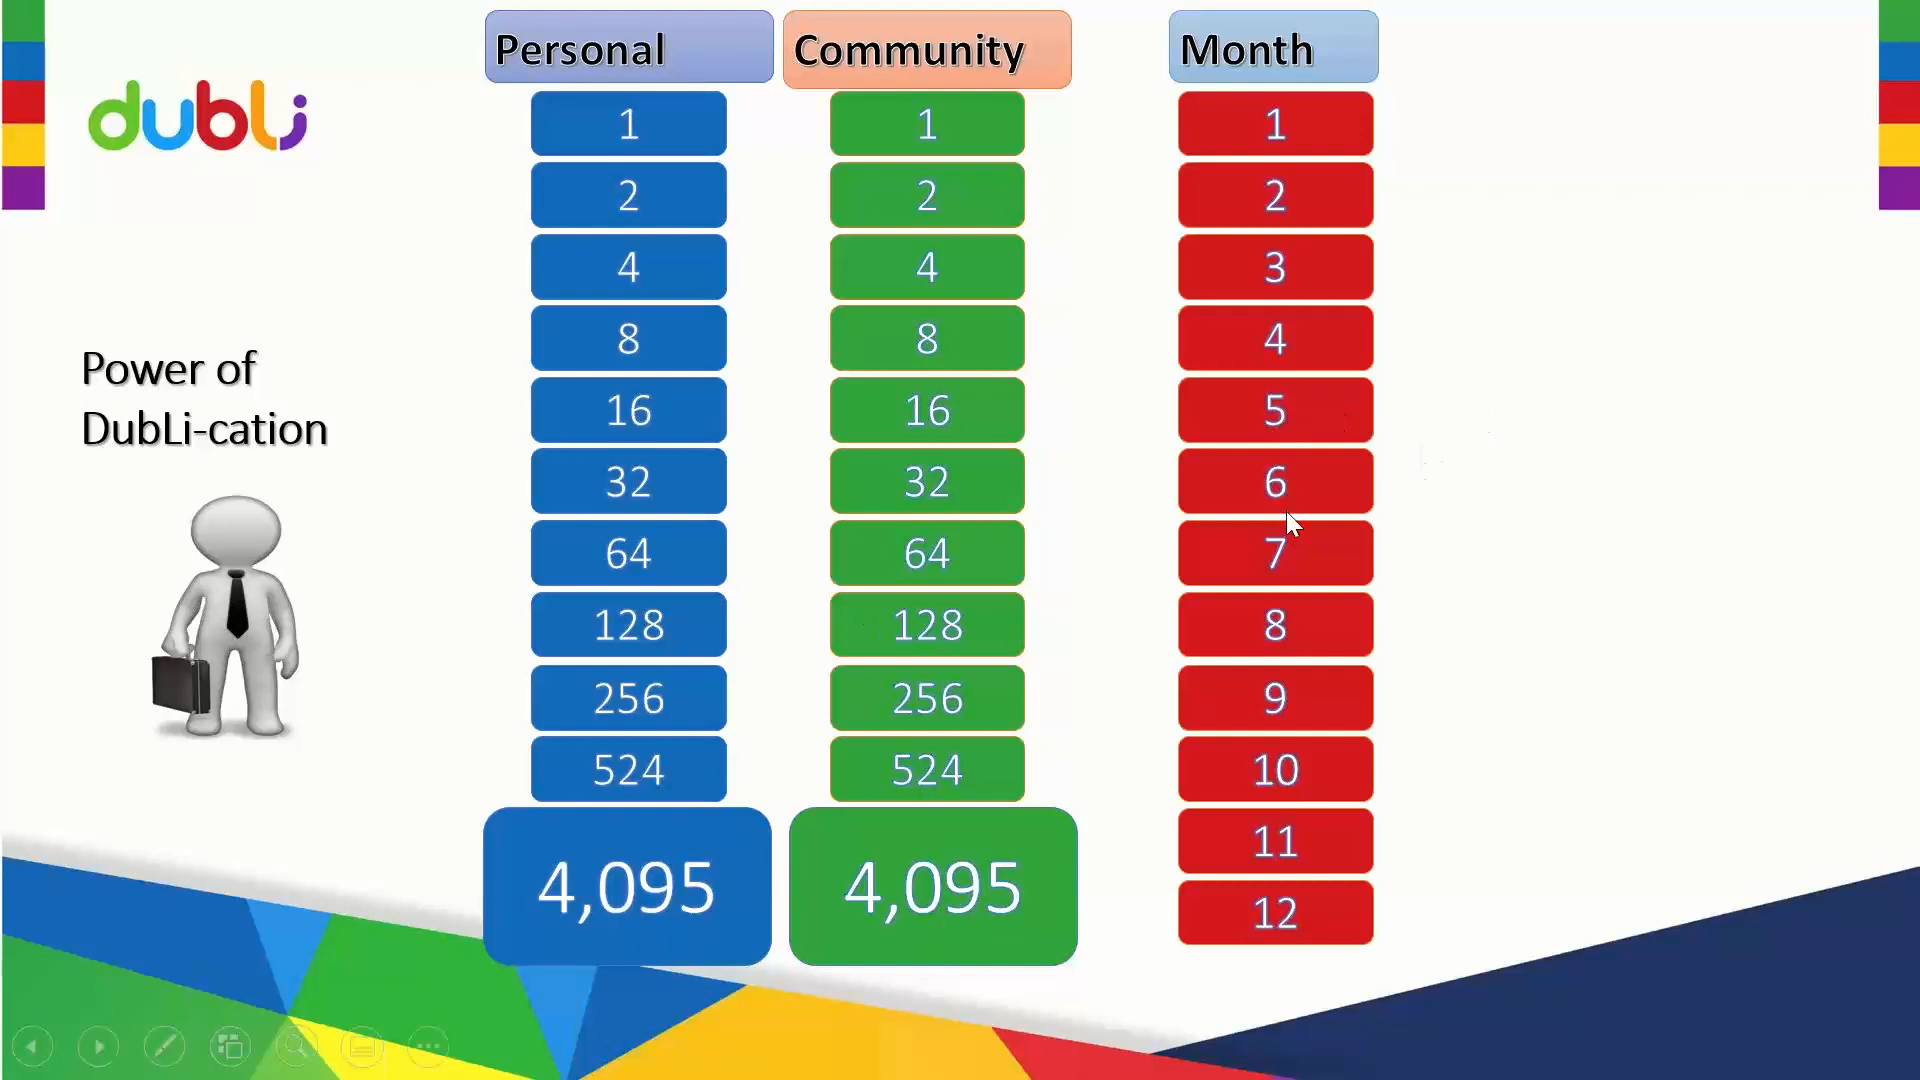 Personal Community Month
dubli
1 1 1
2 2 2
4 4 3
8 8 4
Power of
DubLi-cation
16 16 5
32 32 6
64 64 7
128 128 8
256 256 9
524 524 10
4,095 4,095 11
12